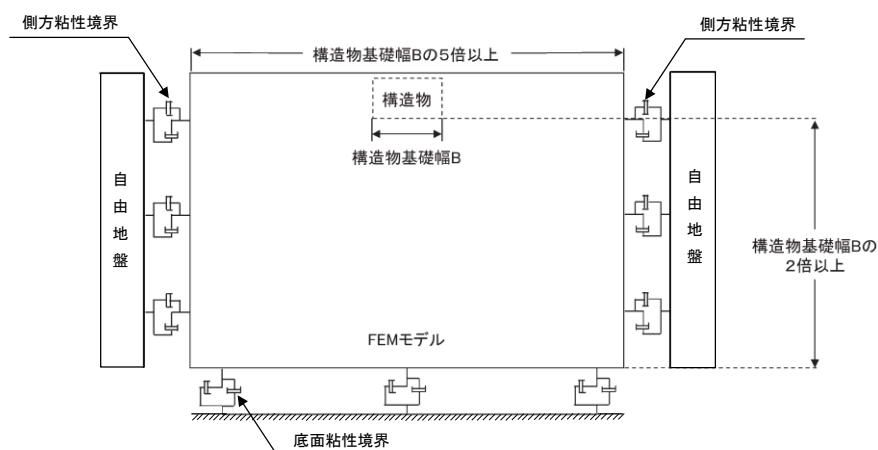 側方粘性境界
側方粘性境界
構造物基礎幅Bの5倍以上
構造物
構造物基礎幅B
自由地盤
自由地盤
構造物基礎幅Bの
2倍以上
FEMモデル
底面粘性境界